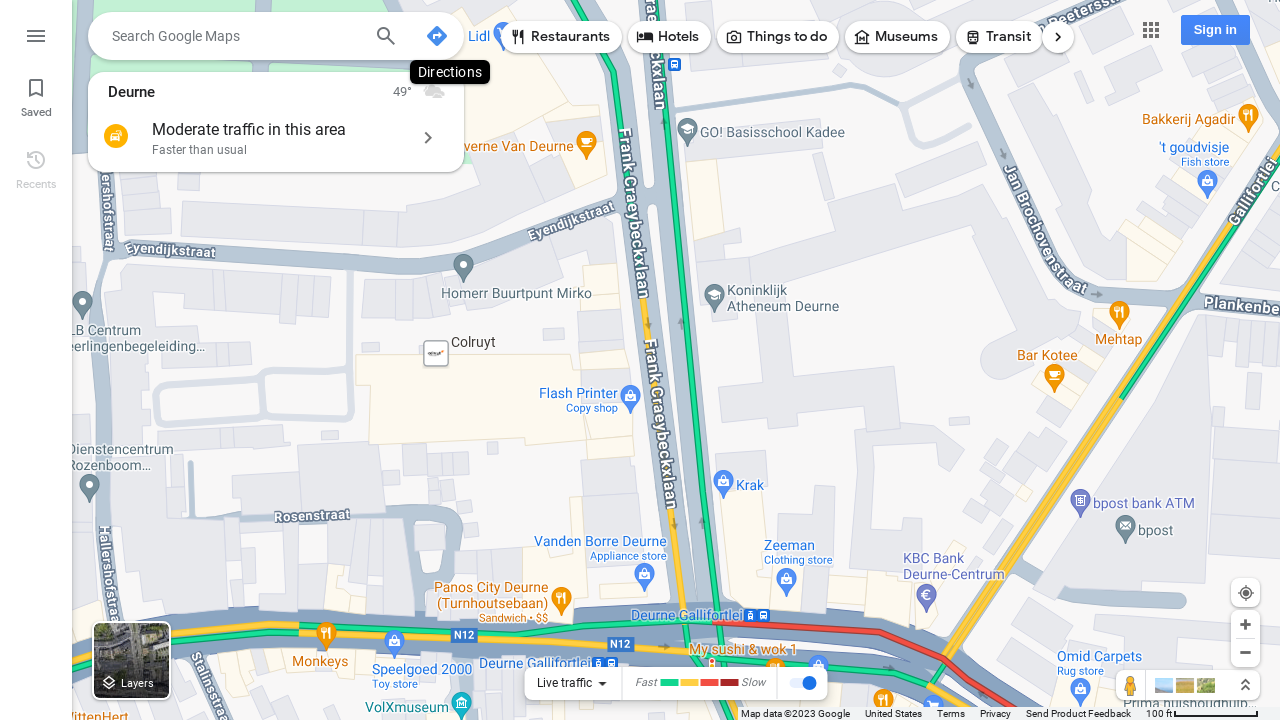 Search Google Maps
Directions
Sign in
Saved
Recents
Deurne
49°
Moderate traffic in this area
Faster than usual
Restaurants
Hotels
Things to do
Museums
Transit
Lidl
GO! Basisschool Kadee
Bakkerij Agadir
't goudvisje
Fish store
Gallifortlei
Jan Brochovenstraat
Frank Craeybeckxlaan
Eyendijkstraat
Eyendijkstraat
Homerr Buurtpunt Mirko
Koninklijk
Atheneum Deurne
LB Centrum
Colruyt
Mehtap
Bar Kotee
Frank Craeybeckxlaan
Flash Printer
Copy shop
Dienstencentrum
Rozenboom...
Krak
bpost bank ATM
bpost
Rosenstraat
Vanden Borre Deurne
Appliance store
Zeeman
Clothing store
KBC Bank
Deurne-Centrum
Panos City Deurne
(Turnhoutsebaan)
Sandwich • $$
Deurne Gallifortlei
N12
N12
Monkeys
My sushi & wok 1
Speelgoed 2000
Toy store
Deurne Gallifortlei
Omid Carpets
Rug store
VolXmuseum
Layers
Live traffic
Fast
Slow
Map data ©2023 Google
United States
Terms
Privacy
Send Product Feedback
100 ft